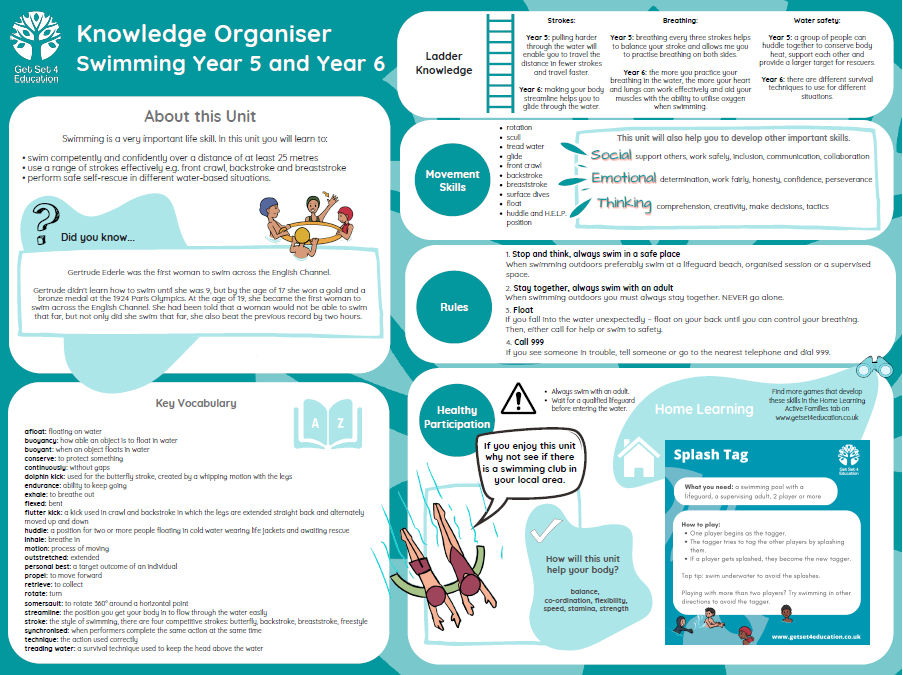 Get Set 4
Education
Knowledge Organiser
Swimming Year 5 and Year 6
About this Unit
Swimming is a very important life skill. In this unit you will learn to:
• swim competently and confidently over a distance of at least 25 metres
• use a range of strokes effectively e.g. front crawl, backstroke and breaststroke
• perform safe self-rescue in different water-based situations.
?
Did you know...
Gertrude Ederle was the first woman to swim across the English Channel.
Gertrude didn't learn how to swim until she was 9, but by the age of 17 she won a gold and a
bronze medal at the 1924 Paris Olympics. At the age of 19, she became the first woman to
swim across the English Channel. She had been told that a woman would not be able to swim
that far, but not only did she swim that far, she also beat the previous record by two hours.
Key Vocabulary
A Z
afloat: floating on water
buoyancy: how able an object is to float in water
buoyant: when an object floats in water
conserve: to protect something
continuously: without gaps
dolphin kick: used for the butterfly stroke, created by a whipping motion with the legs
endurance: ability to keep going
exhale: to breathe out
flexed: bent
flutter kick: a kick used in crawl and backstroke in which the legs are extended straight back and alternately
moved up and down
huddle: a position for two or more people floating in cold water wearing life jackets and awaiting rescue
inhale: breathe in
motion: process of moving
outstretched: extended
personal best: a target outcome of an individual
propel: to move forward
retrieve: to collect
rotate: turn
somersault: to rotate 360° around a horizontal point
streamline: the position you get your body in to flow through the water easily
stroke: the style of swimming, there are four competitive strokes: butterfly, backstroke, breaststroke, freestyle
synchronised: when performers complete the same action at the same time
technique: the action used correctly
treading water: a survival technique used to keep the head above the water
Ladder
Knowledge
Strokes:
Year 5: pulling harder
through the water will
enable you to travel the
distance in fewer strokes
and travel faster.
Year 6: making your body
streamline helps you to
glide through the water.
Breathing:
Year 5: breathing every three strokes helps
to balance your stroke and allows me you
to practise breathing on both sides.
Year 6: the more you practice your
breathing in the water, the more your heart
and lungs can work effectively and aid your
muscles with the ability to utilise oxygen
when swimming.
Water safety:
Year 5: a group of people can
huddle together to conserve body
heat, support each other and
provide a larger target for rescuers.
Year 6: there are different survival
techniques to use for different
situations.
Movement
Skills
• rotation
• scull
• tread water
• glide
• front crawl
• backstroke
• breaststroke
• surface dives
• float
• huddle and H.E.L.P.
position
This unit will also help you to develop other important skills.
Social support others, work safely, inclusion, communication, collaboration
Emotional determination, work fairly, honesty, confidence, perseverance
Thinking comprehension, creativity, make decisions, tactics
Rules
1. Stop and think, always swim in a safe place
When swimming outdoors preferably swim at a lifeguard beach, organised session or a supervised
space.
2. Stay together, always swim with an adult
When swimming outdoors you must always stay together. NEVER go alone.
3. Float
If you fall into the water unexpectedly – float on your back until you can control your breathing.
Then, either call for help or swim to safety.
4. Call 999
If you see someone in trouble, tell someone or go to the nearest telephone and dial 999.
Healthy
Participation
!
• Always swim with an adult.
• Wait for a qualified lifeguard
before entering the water.
If you enjoy this unit
why not see if there
is a swimming club in
your local area.
How will this unit
help your body?
balance,
co-ordination, flexibility,
speed, stamina, strength
Home Learning
Find more games that develop
these skills in the Home Learning
Active Families tab on
www.getset4education.co.uk
Splash Tag
Get Set 4
Education
What you need: a swimming pool with a
lifeguard, a supervising adult, 2 player or more
How to play:
• One player begins as the tagger.
• The tagger tries to tag the other players by splashing
them.
• If a player gets splashed, they become the new tagger.
Top tip: swim underwater to avoid the splashes.
Playing with more than two players? Try swimming in other
directions to avoid the tagger.
www.getset4education.co.uk